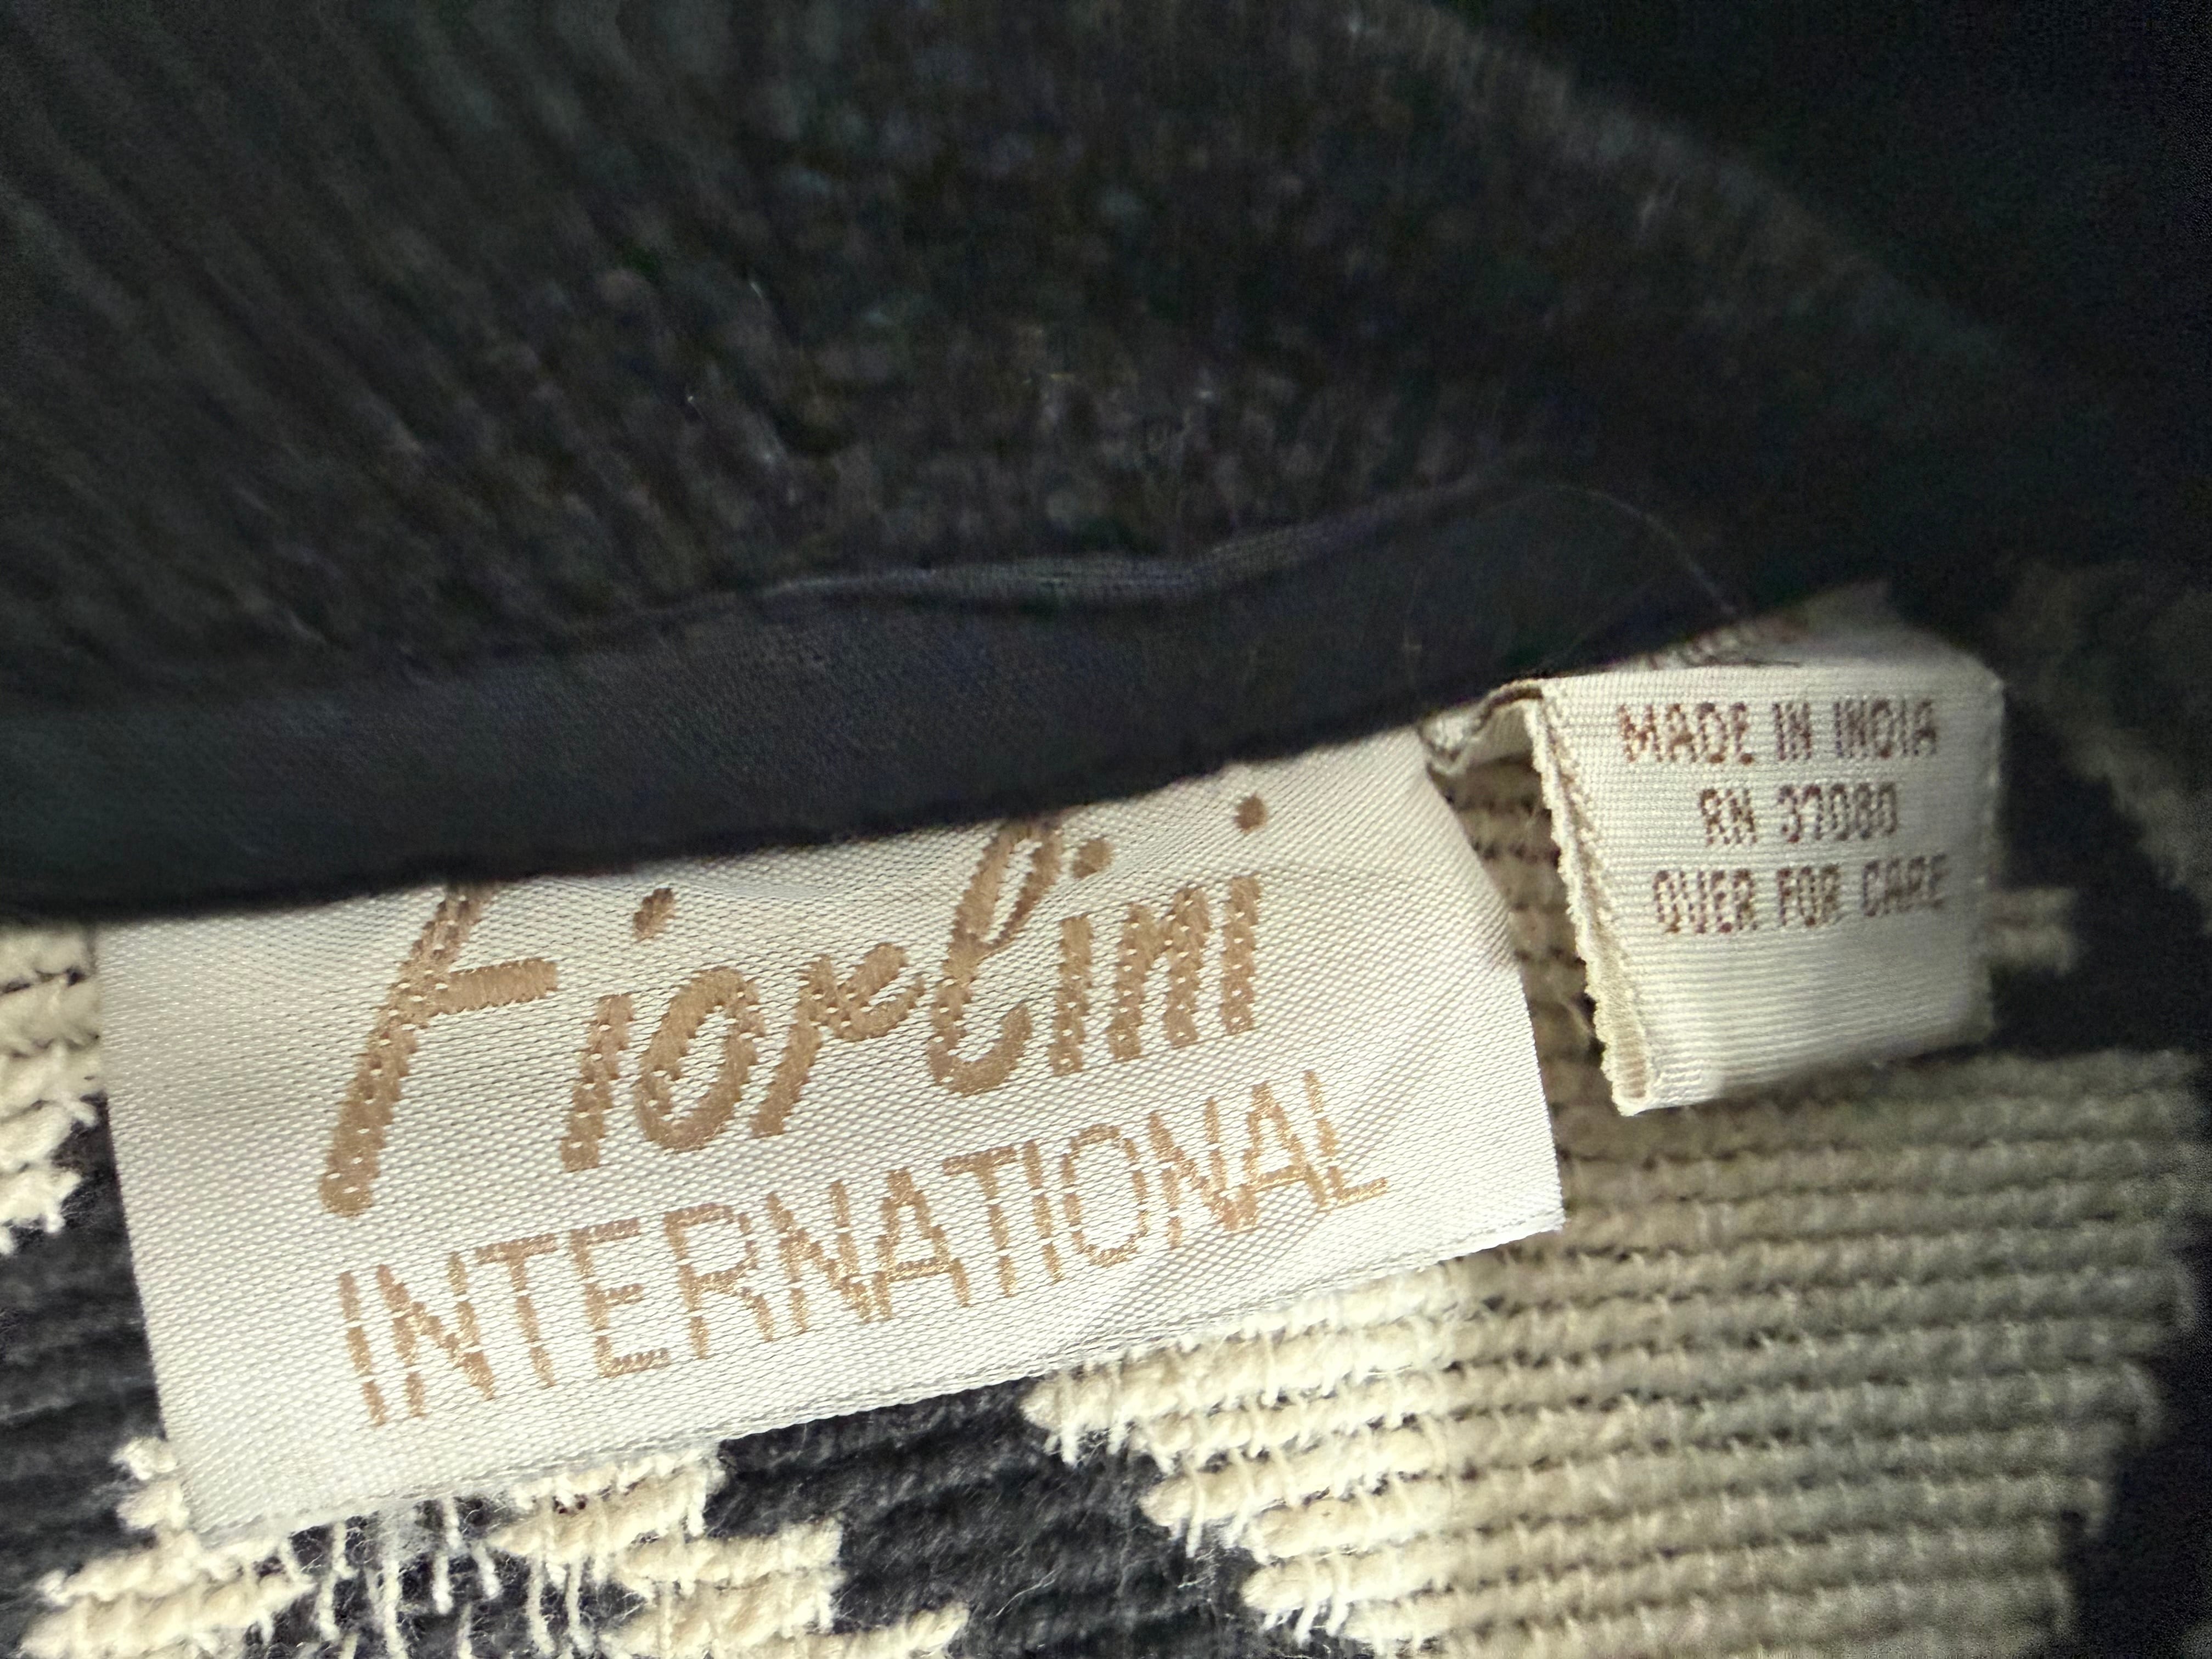 Fiorlini
INTERNATIONAL
MADE IN INDIA
RN 37080
OVER FOR CARE